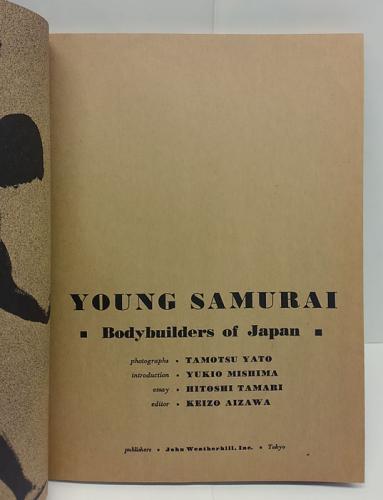 YOUNG SAMURAI
■ Bodybuilders of Japan ■
photographs • TAMOTSU YATO
introduction • YUKIO MISHIMA
essay • HITOSHI TAMARI
editor • KEIZO AIZAWA
publishers • John Weatherhill, Inc. • Tokyo